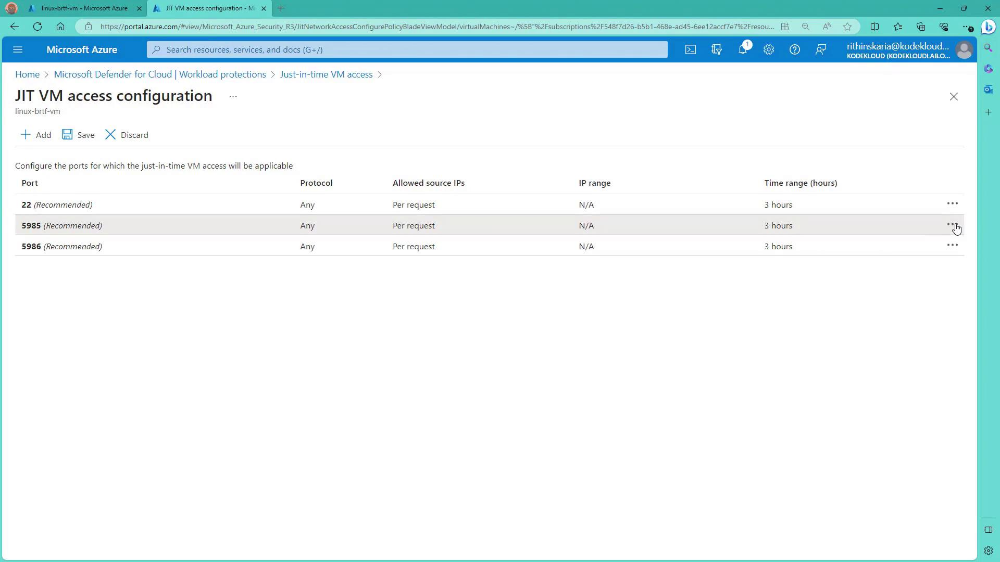 linux-brtf-vm - Microsoft Azure
JIT VM access configuration - Mi
https://portal.azure.com/#view/Microsoft_Azure_Security_R3/JitNetworkAccessConfigurePolicyBladeViewModel/virtualMachines~/%5B"%2Fsubscriptions%2F548f7d26-b5b1-468e-ad45-6ee12accf7e7%2Fresou...
Microsoft Azure
Search resources, services, and docs (G+/)
1
rithinskaria@kodekloud...
KODEKLOUD (KODEKLOUDLAB.O...
Home > Microsoft Defender for Cloud | Workload protections > Just-in-time VM access >
JIT VM access configuration ...
linux-brtf-vm
Add Save Discard
Configure the ports for which the just-in-time VM access will be applicable
Port Protocol Allowed source IPs IP range Time range (hours)
22 (Recommended) Any Per request N/A 3 hours ...
5985 (Recommended) Any Per request N/A 3 hours ...
5986 (Recommended) Any Per request N/A 3 hours ...